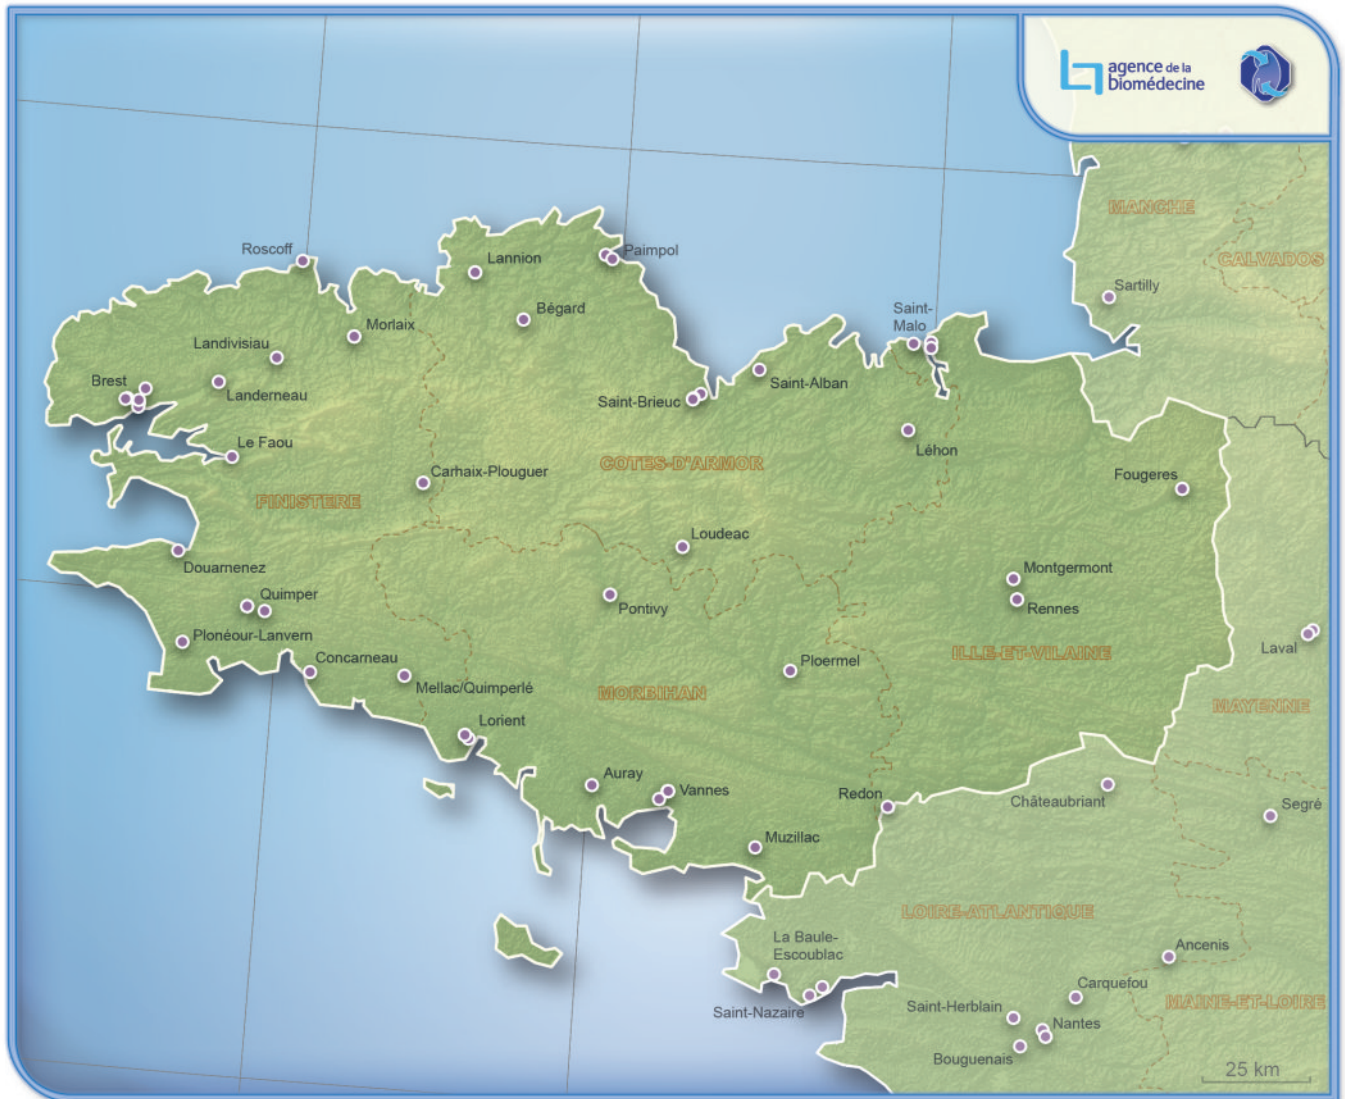 agence de la
biomédecine
MANCHE
Roscoff
Paimpol
Lannion
CALVADOS
Sartilly
Bégard
Saint-
Malo
Morlaix
Landivisiau
Brest
Saint-Alban
Landerneau
Saint-Brieuc
Le Faou
Léhon
COTES-D'ARMOR
Carhaix-Plouguer
Fougeres
FINISTERE
Loudeac
Douarnenez
Montgermont
Quimper
Pontivy
Rennes
Plonéour-Lanvern
Laval
ILLE-ET-VILAINE
Concarneau
Ploermel
Mellac/Quimperlé
MORBIHAN
MAYENNE
Lorient
Auray
Vannes
Redon
Châteaubriant
Segré
Muzillac
LOIRE-ATLANTIQUE
La Baule-
Escoublac
Ancenis
Carquefou
Saint-Nazaire
Saint-Herblain
MAINE-ET-LOIRE
Nantes
Bouguenais
25 km